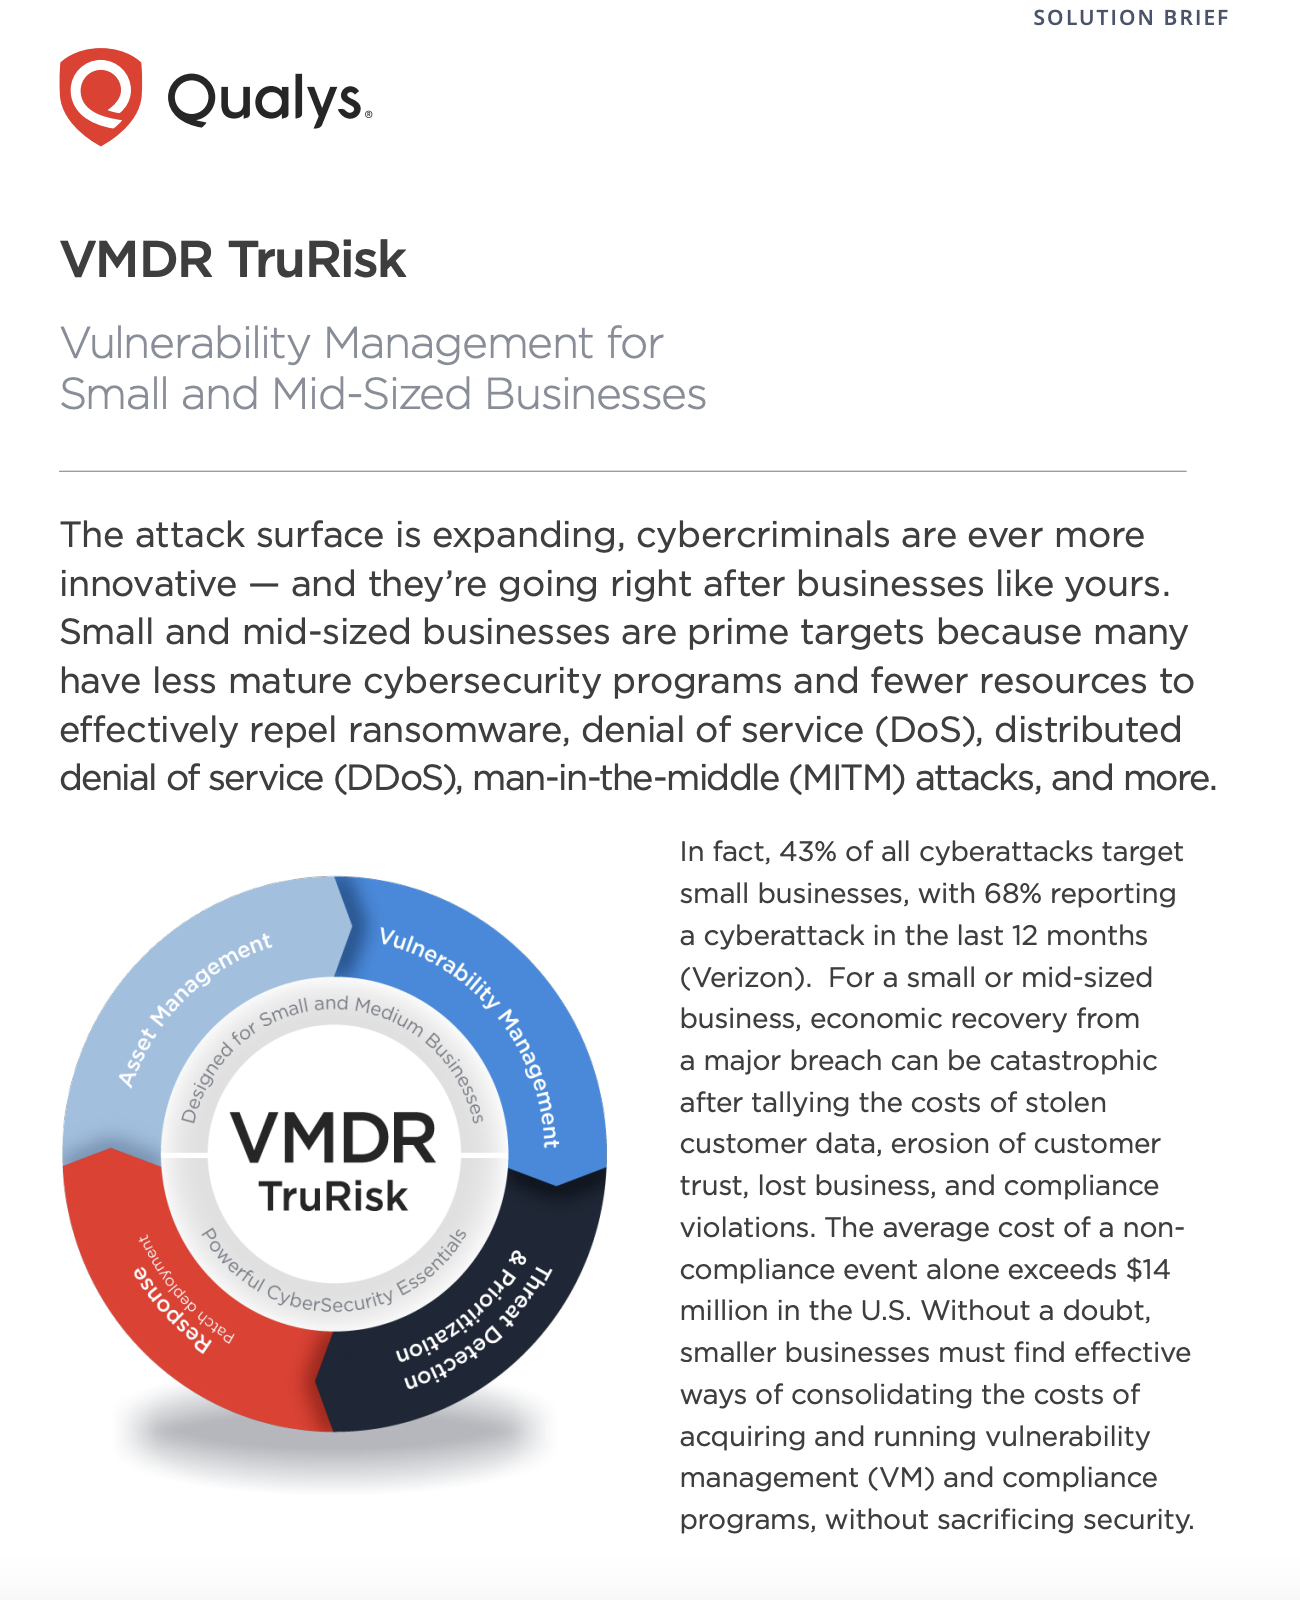 SOLUTION BRIEF
Qualys®
VMDR TruRisk
Vulnerability Management for
Small and Mid-Sized Businesses
The attack surface is expanding, cybercriminals are ever more
innovative — and they’re going right after businesses like yours.
Small and mid-sized businesses are prime targets because many
have less mature cybersecurity programs and fewer resources to
effectively repel ransomware, denial of service (DoS), distributed
denial of service (DDoS), man-in-the-middle (MITM) attacks, and more.
Asset Management
Vulnerability Management
Threat Detection
& Prioritization
Response
Patch deployment
Designed for Small and Medium Businesses
VMDR
TruRisk
Powerful CyberSecurity Essentials
In fact, 43% of all cyberattacks target
small businesses, with 68% reporting
a cyberattack in the last 12 months
(Verizon).  For a small or mid-sized
business, economic recovery from
a major breach can be catastrophic
after tallying the costs of stolen
customer data, erosion of customer
trust, lost business, and compliance
violations. The average cost of a non-
compliance event alone exceeds $14
million in the U.S. Without a doubt,
smaller businesses must find effective
ways of consolidating the costs of
acquiring and running vulnerability
management (VM) and compliance
programs, without sacrificing security.